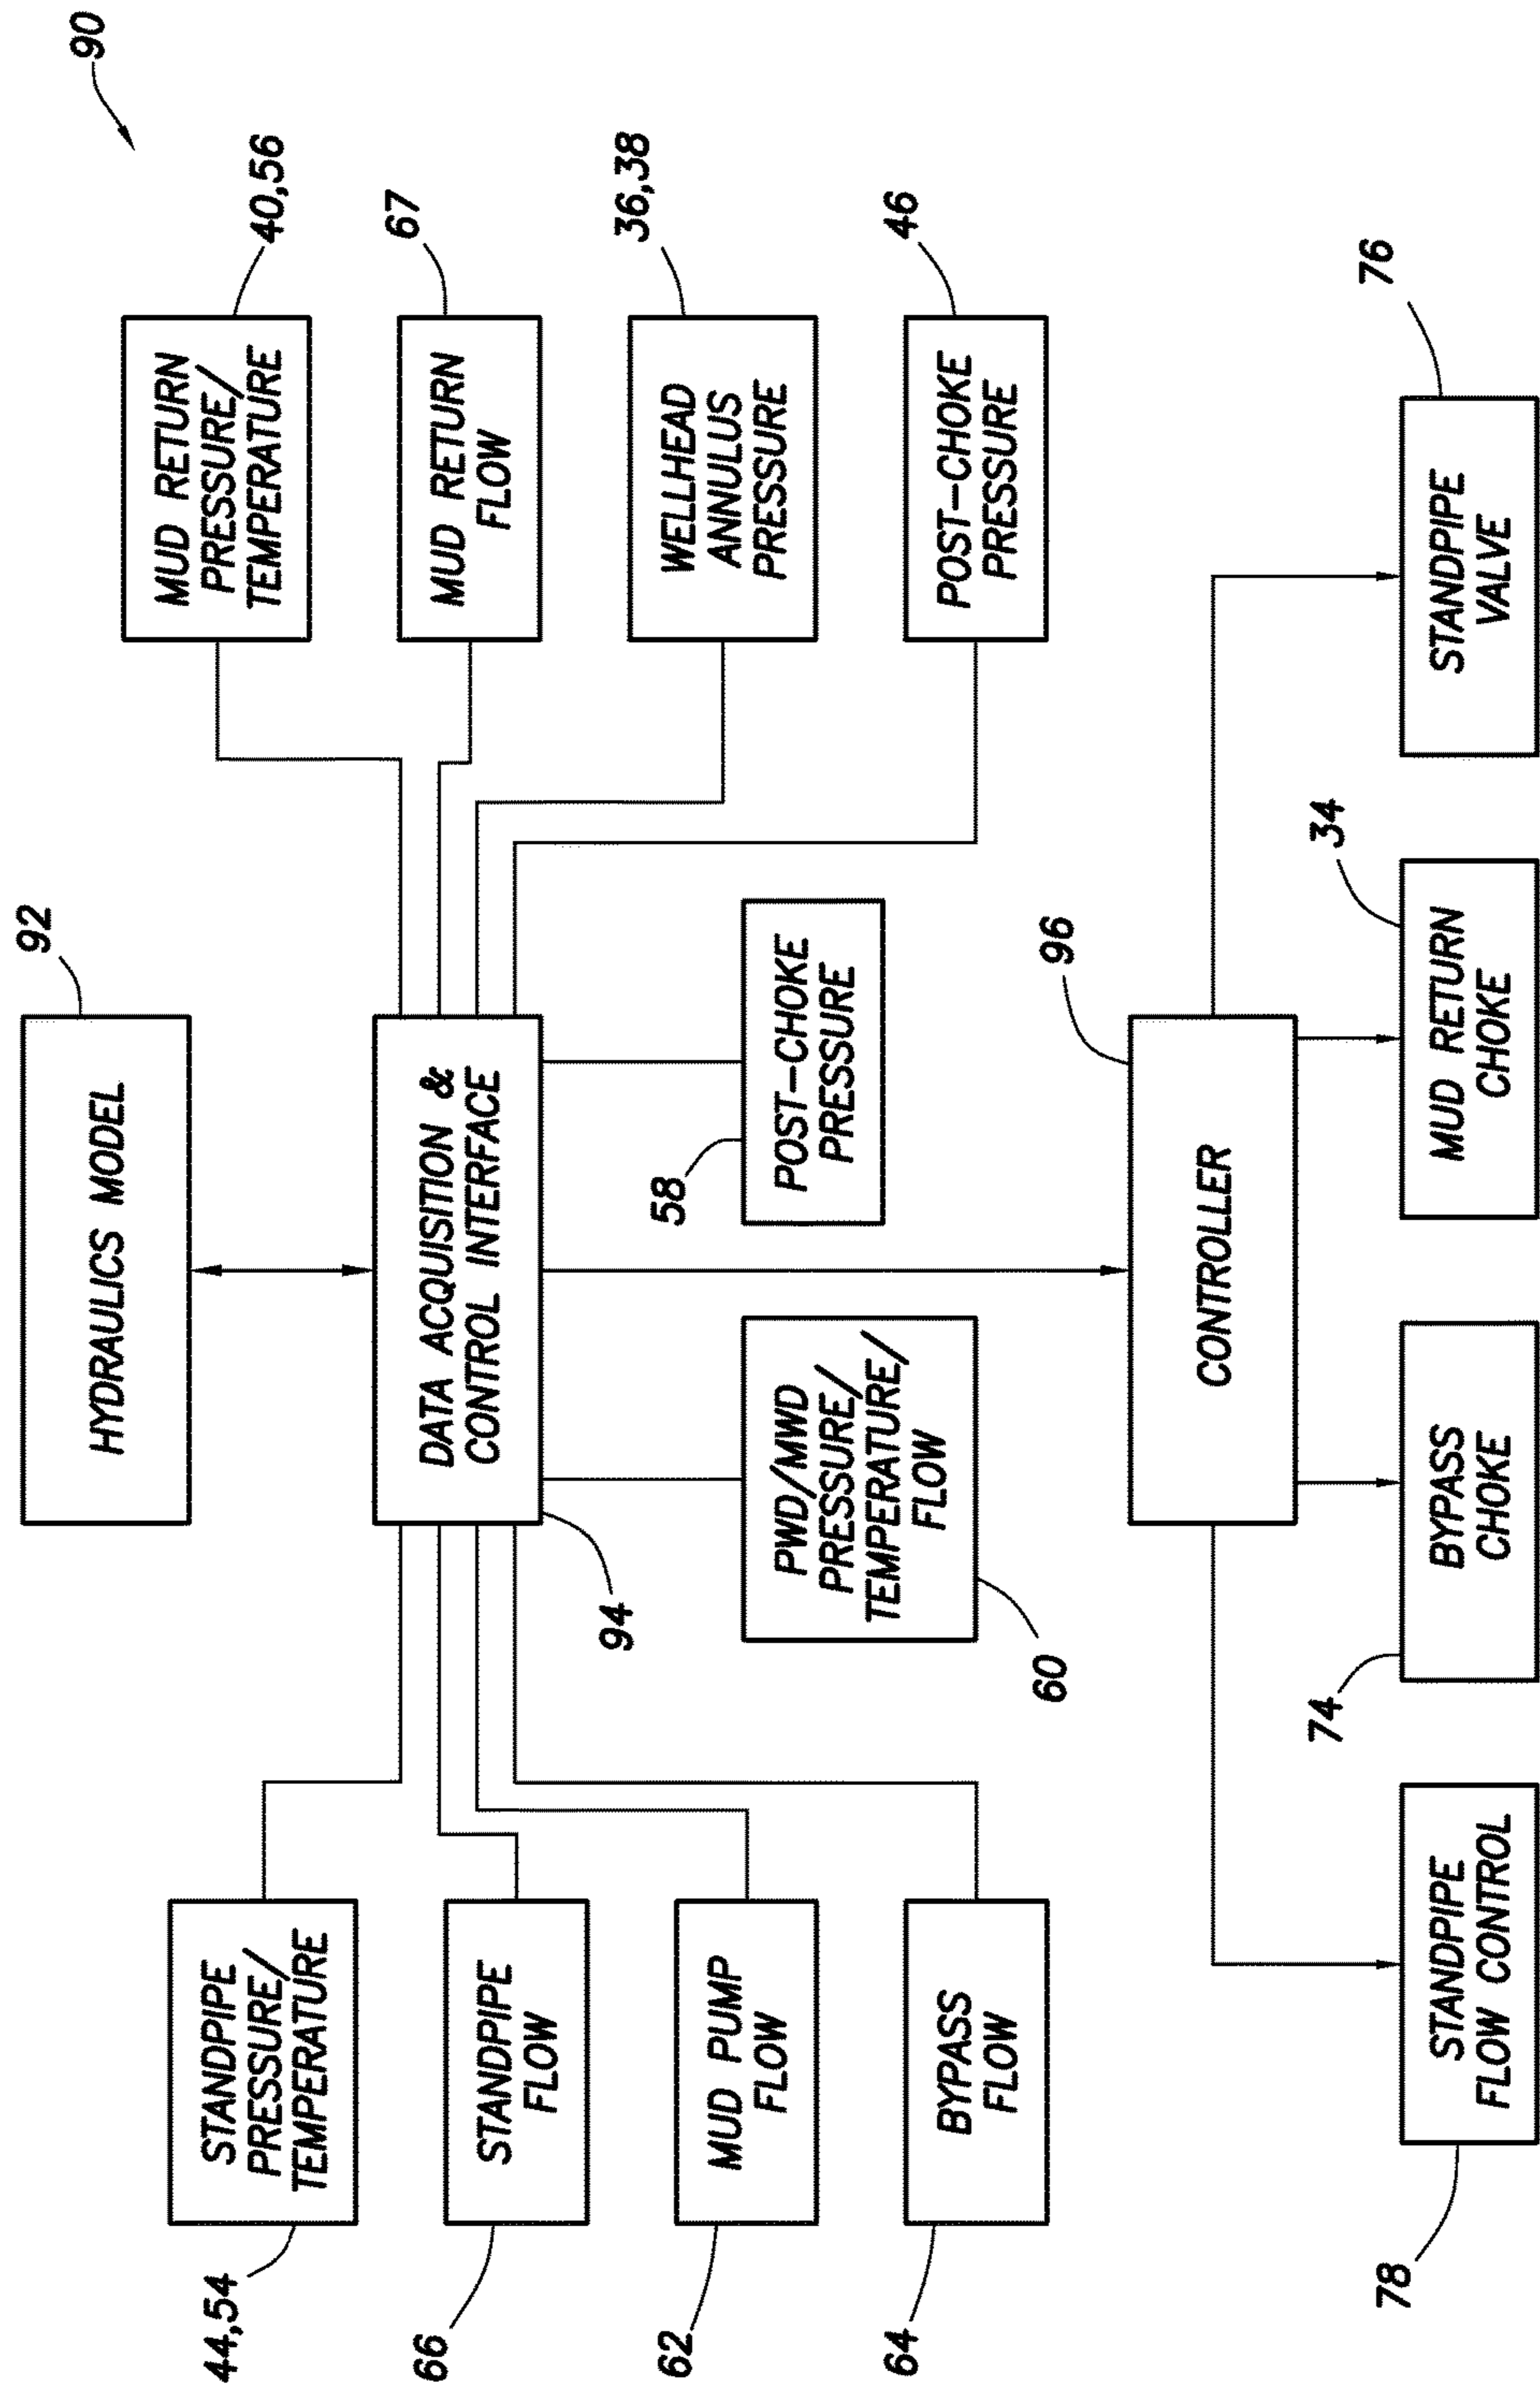 90
92
HYDRAULICS MODEL
44,54
STANDPIPE
PRESSURE/
TEMPERATURE
66
STANDPIPE
FLOW
62
MUD PUMP
FLOW
64
BYPASS
FLOW
94
DATA ACQUISITION &
CONTROL INTERFACE
40,56
MUD RETURN
PRESSURE/
TEMPERATURE
67
MUD RETURN
FLOW
36,38
WELLHEAD
ANNULUS
PRESSURE
46
POST-CHOKE
PRESSURE
60
PWD/MWD
PRESSURE/
TEMPERATURE/
FLOW
58
POST-CHOKE
PRESSURE
96
CONTROLLER
78
STANDPIPE
FLOW CONTROL
74
BYPASS
CHOKE
34
MUD RETURN
CHOKE
76
STANDPIPE
VALVE